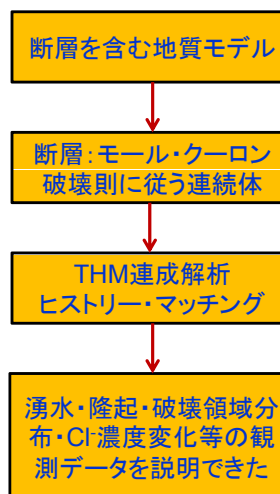 断層を含む地質モデル
断層：モール・クーロン
破壊則に従う連続体
THM連成解析
ヒストリー・マッチング
湧水・隆起・破壊領域分
布・Cl⁻濃度変化等の観
測データを説明できた